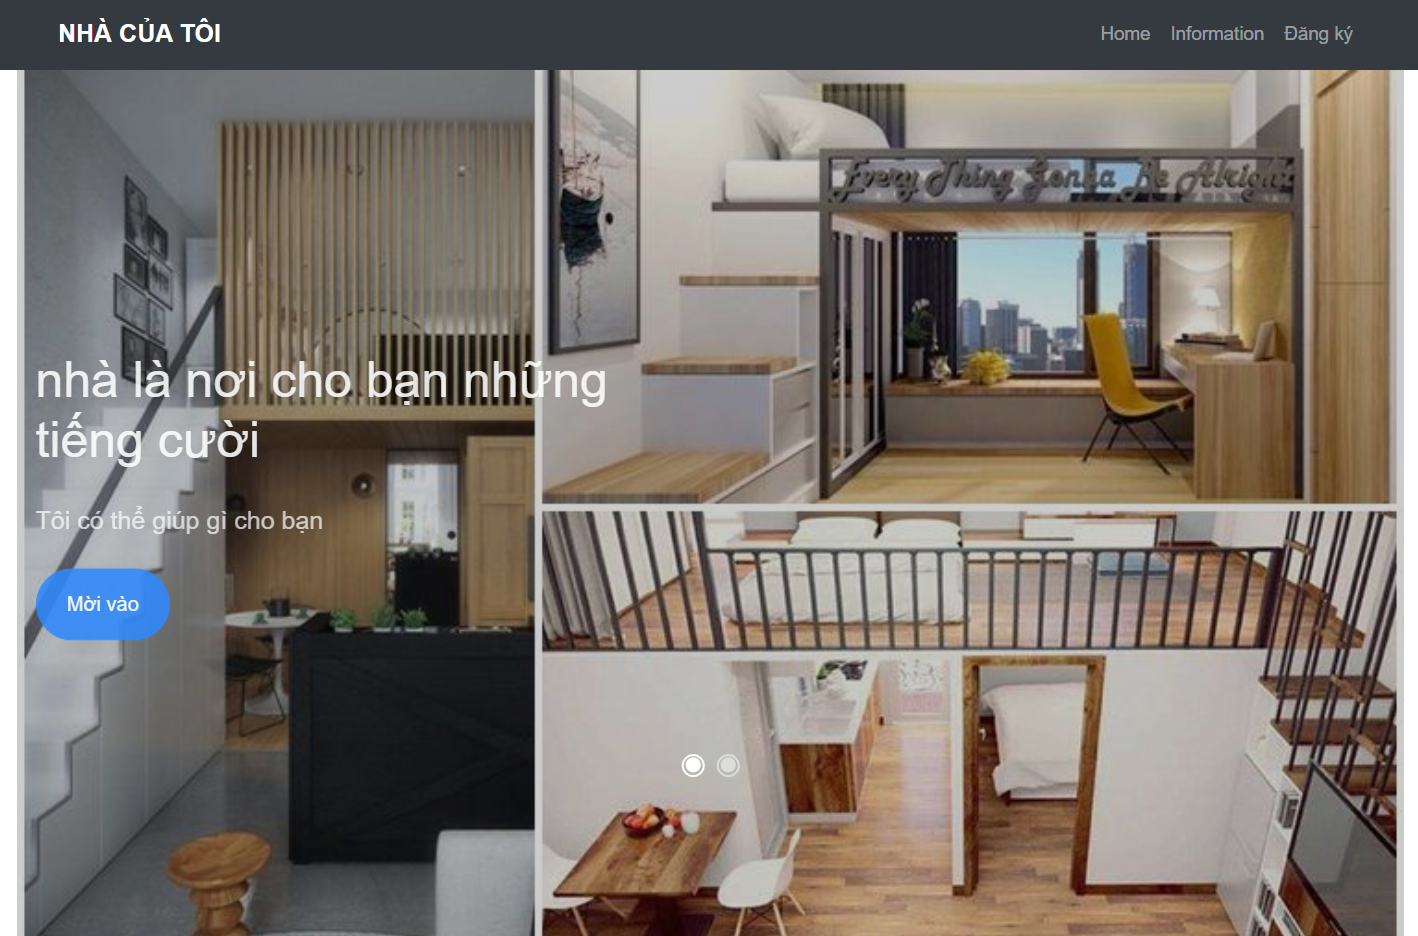 NHÀ CỦA TÔI
Home Information Đăng ký
Every Thing Gonna Be Alright
nhà là nơi cho bạn những
tiếng cười
Tôi có thể giúp gì cho bạn
Mời vào